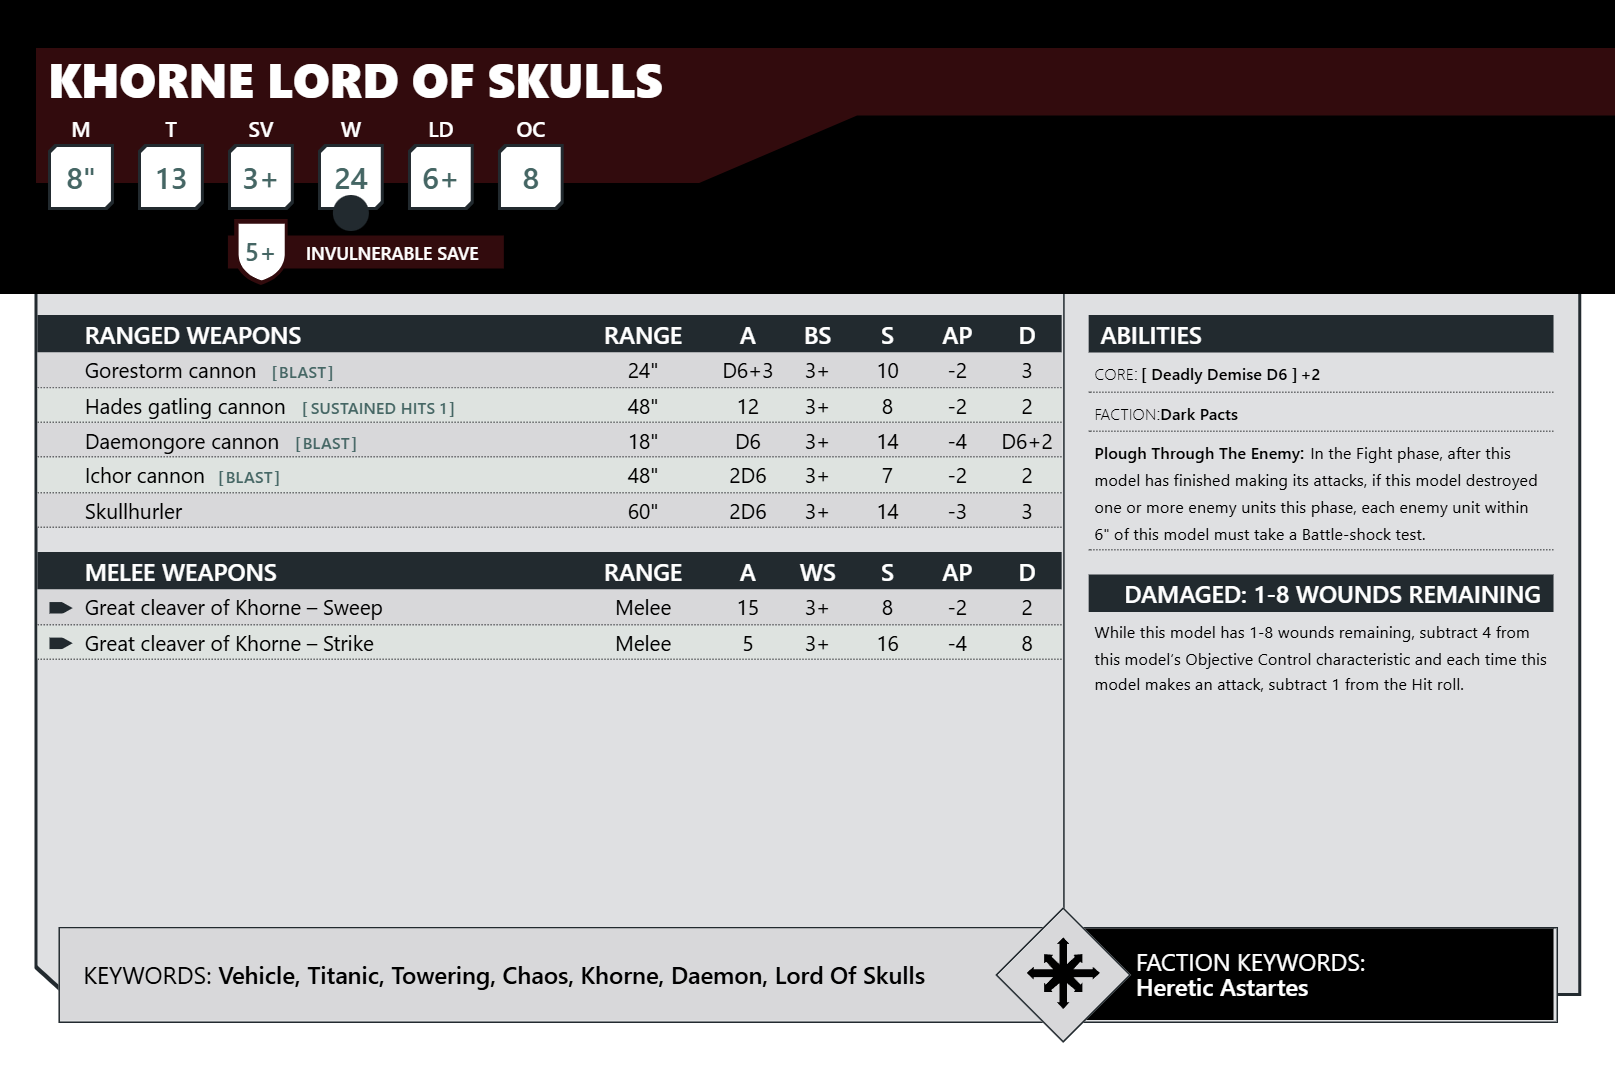 KHORNE LORD OF SKULLS
M T SV W LD OC
8" 13 3+ 24 6+ 8
5+ INVULNERABLE SAVE
RANGED WEAPONS RANGE A BS S AP D
Gorestorm cannon [BLAST] 24" D6+3 3+ 10 -2 3
Hades gatling cannon [SUSTAINED HITS 1] 48" 12 3+ 8 -2 2
Daemongore cannon [BLAST] 18" D6 3+ 14 -4 D6+2
Ichor cannon [BLAST] 48" 2D6 3+ 7 -2 2
Skullhurler 60" 2D6 3+ 14 -3 3
MELEE WEAPONS RANGE A WS S AP D
Great cleaver of Khorne – Sweep Melee 15 3+ 8 -2 2
Great cleaver of Khorne – Strike Melee 5 3+ 16 -4 8
ABILITIES
CORE: [ Deadly Demise D6 ] +2
FACTION:Dark Pacts
Plough Through The Enemy: In the Fight phase, after this
model has finished making its attacks, if this model destroyed
one or more enemy units this phase, each enemy unit within
6" of this model must take a Battle-shock test.
DAMAGED: 1-8 WOUNDS REMAINING
While this model has 1-8 wounds remaining, subtract 4 from
this model's Objective Control characteristic and each time this
model makes an attack, subtract 1 from the Hit roll.
KEYWORDS: Vehicle, Titanic, Towering, Chaos, Khorne, Daemon, Lord Of Skulls
FACTION KEYWORDS:
Heretic Astartes